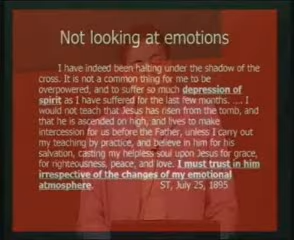 Not looking at emotions
I have indeed been halting under the shadow of the
cross. It is not a common thing for me to be
overpowered, and to suffer so much depression of
spirit as I have suffered for the last few months. .... I
would not teach that Jesus has risen from the tomb, and
that he is ascended on high, and lives to make
intercession for us before the Father, unless I carry out
my teaching by practice, and believe in him for his
salvation, casting my helpless soul upon Jesus for grace,
for righteousness, peace, and love. I must trust in him
irrespective of the changes of my emotional
atmosphere. ST, July 25, 1895